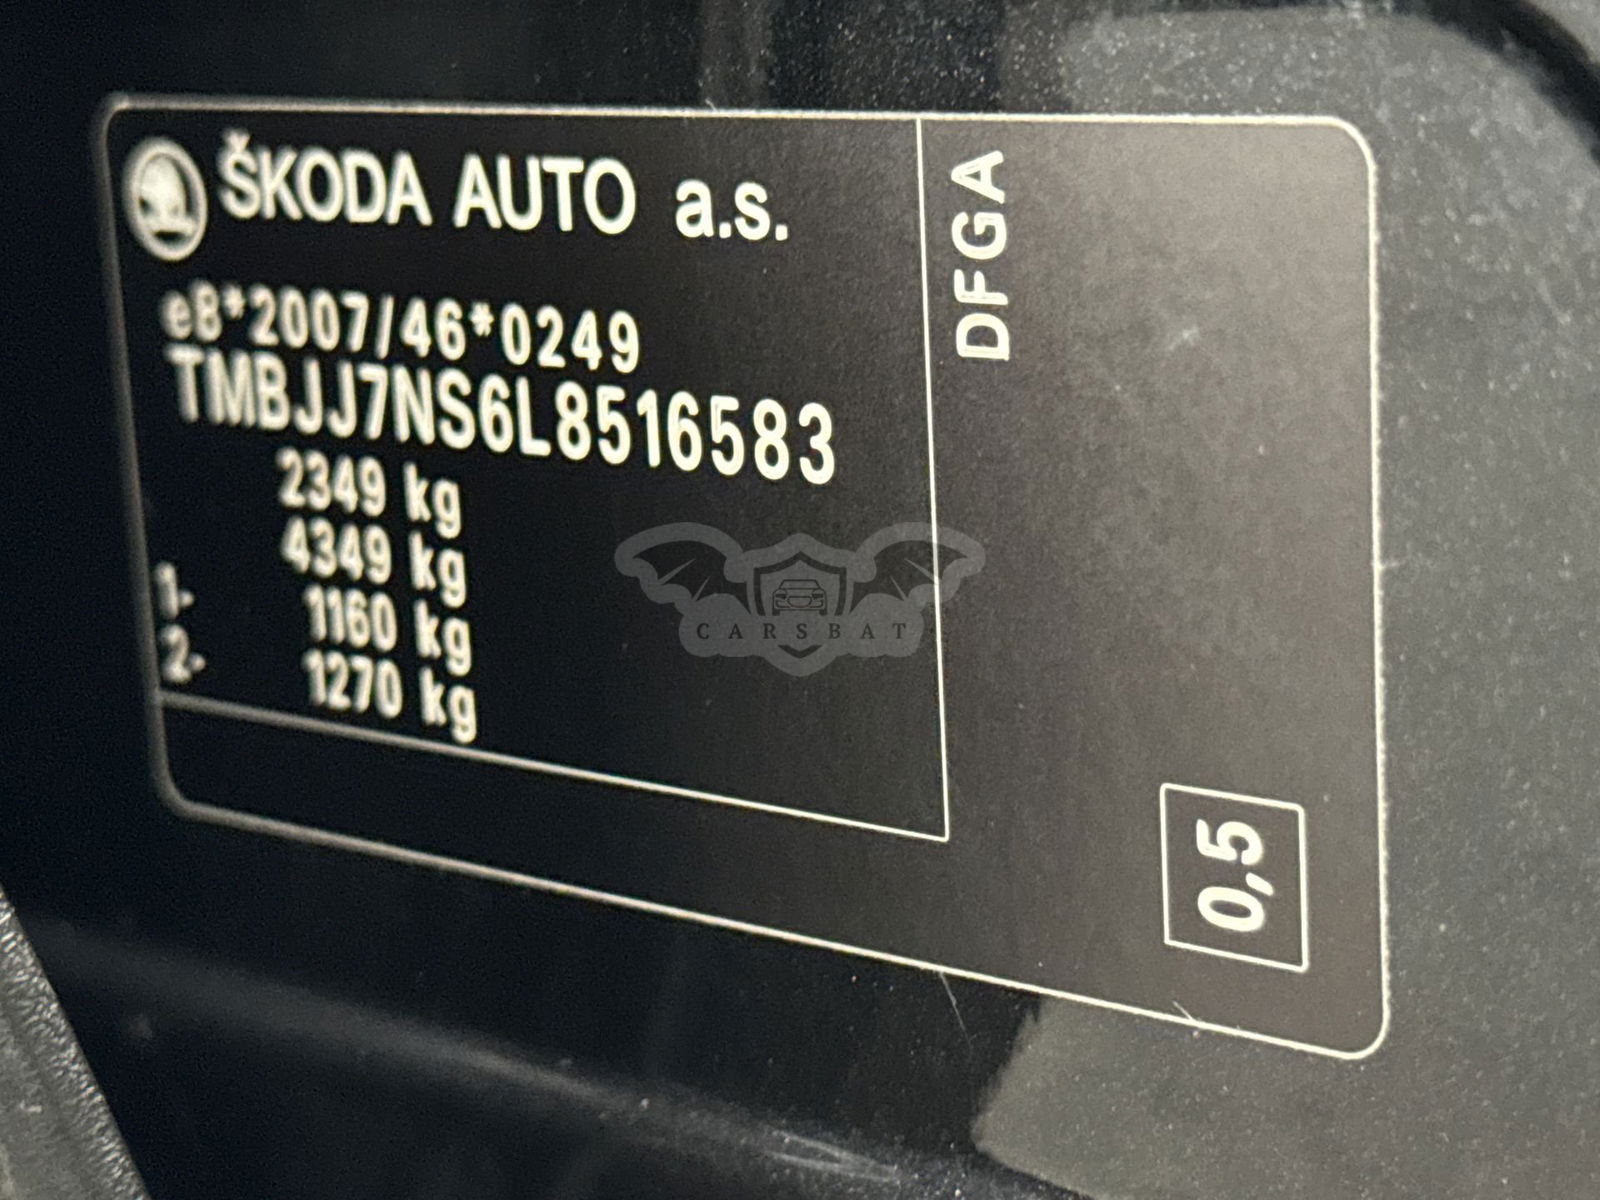 ŠKODA AUTO a.s.
e8*2007/46*0249
TMBJJ7NS6L8516583
2349 kg
4349 kg
1- 1160 kg
2- 1270 kg
DFGA
0,5
CARSBAT